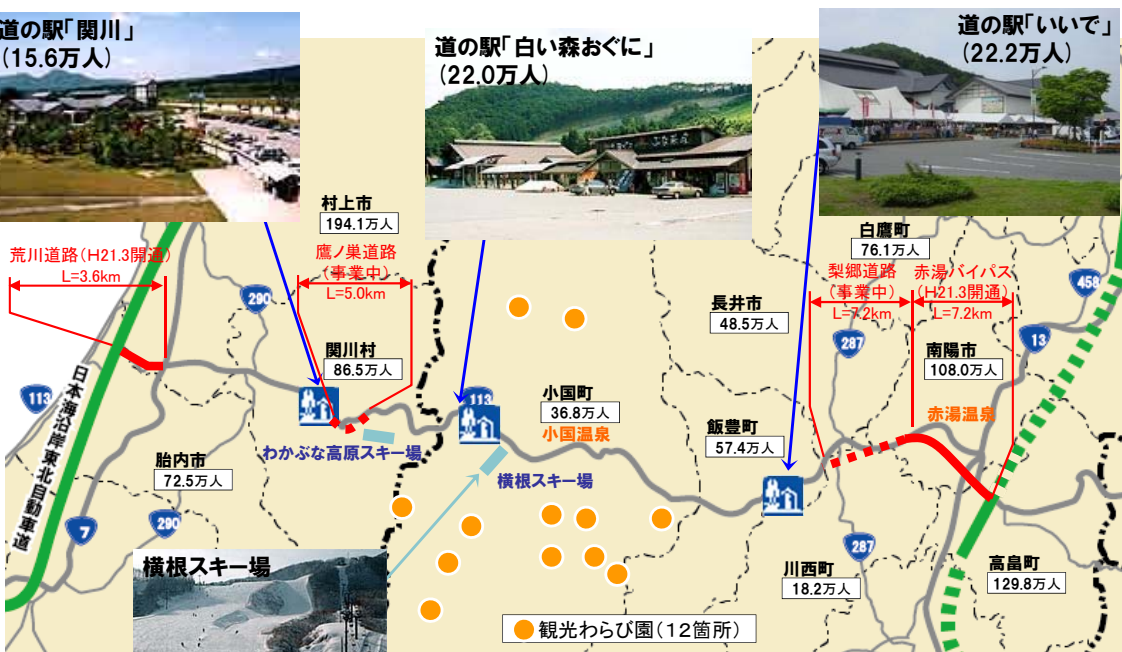 道の駅「関川」
(15.6万人)
道の駅「白い森おぐに」
(22.0万人)
道の駅「いいで」
(22.2万人)
村上市
194.1万人
白鷹町
76.1万人
荒川道路(H21.3開通)
L=3.6km
鷹ノ巣道路
(事業中)
L=5.0km
梨郷道路
(事業中)
L=7.2km
赤湯バイパス
(H21.3開通)
L=7.2km
458
290
長井市
48.5万人
287
13
関川村
86.5万人
南陽市
108.0万人
113
113
小国町
36.8万人
小国温泉
赤湯温泉
飯豊町
57.4万人
日本海沿岸東北自動車道
わかぶな高原スキー場
横根スキー場
胎内市
72.5万人
7
290
287
横根スキー場
川西町
18.2万人
高畠町
129.8万人
観光わらび園(12箇所)